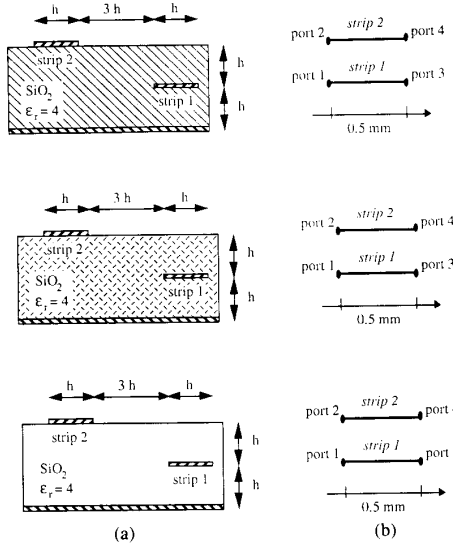 h 3 h h
strip 2
SiO2
εr = 4
strip 1
h
h
port 2 strip 2 port 4
port 1 strip 1 port 3
0.5 mm
h 3 h h
strip 2
SiO2
εr = 4
strip 1
h
h
port 2 strip 2 port 4
port 1 strip 1 port 3
0.5 mm
h 3 h h
strip 2
SiO2
εr = 4
strip 1
h
h
port 2 strip 2 port
port 1 strip 1 port
0.5 mm
(a) (b)